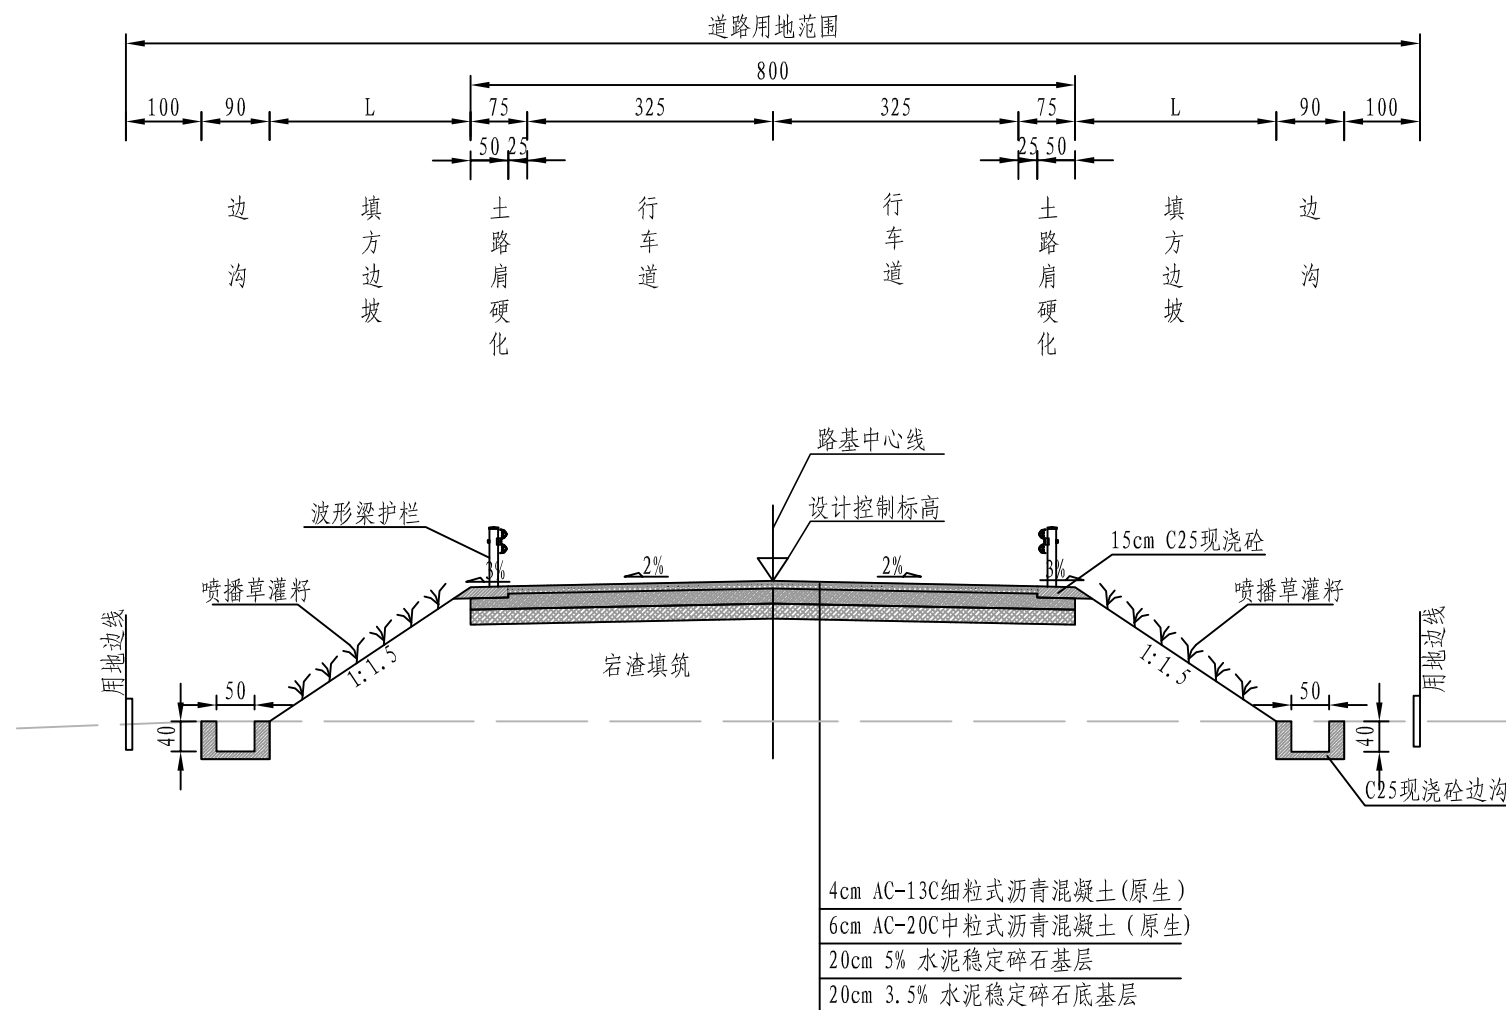 道路用地范围
800
100 90 L 75 325 325 75 L 90 100
50 25 25 50
边沟
填方边坡
土路肩硬化
行车道
行车道
土路肩硬化
填方边坡
边沟
路基中心线
设计控制标高
波形梁护栏
15cm C25现浇砼
3% 2% 2% 3%
喷播草灌籽
喷播草灌籽
用地边线
用地边线
1:1.5
1:1.5
宕渣填筑
50
50
40
40
C25现浇砼边沟
4cm AC-13C细粒式沥青混凝土(原生)
6cm AC-20C中粒式沥青混凝土(原生)
20cm 5% 水泥稳定碎石基层
20cm 3.5% 水泥稳定碎石底基层